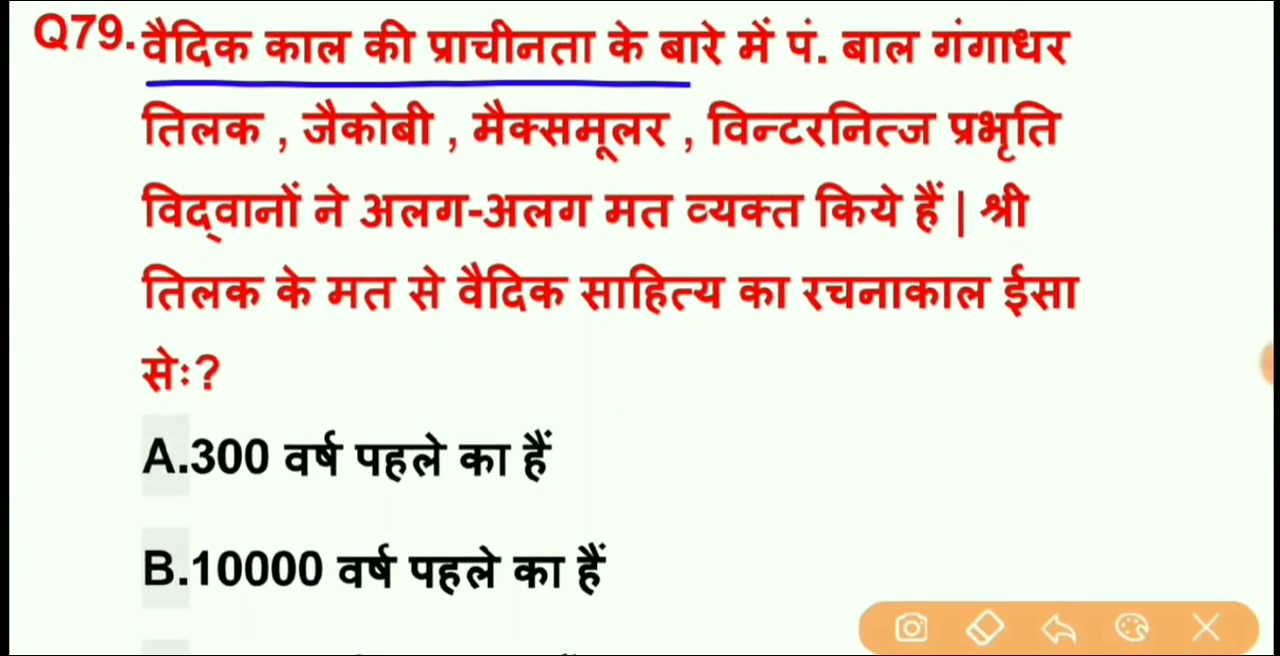 Q79. वैदिक काल की प्राचीनता के बारे में पं. बाल गंगाधर
तिलक , जैकोबी , मैक्समूलर , विन्टरनित्ज प्रभृति
विद्वानों ने अलग-अलग मत व्यक्त किये हैं | श्री
तिलक के मत से वैदिक साहित्य का रचनाकाल ईसा
सेः?
A.300 वर्ष पहले का हैं
B.10000 वर्ष पहले का हैं